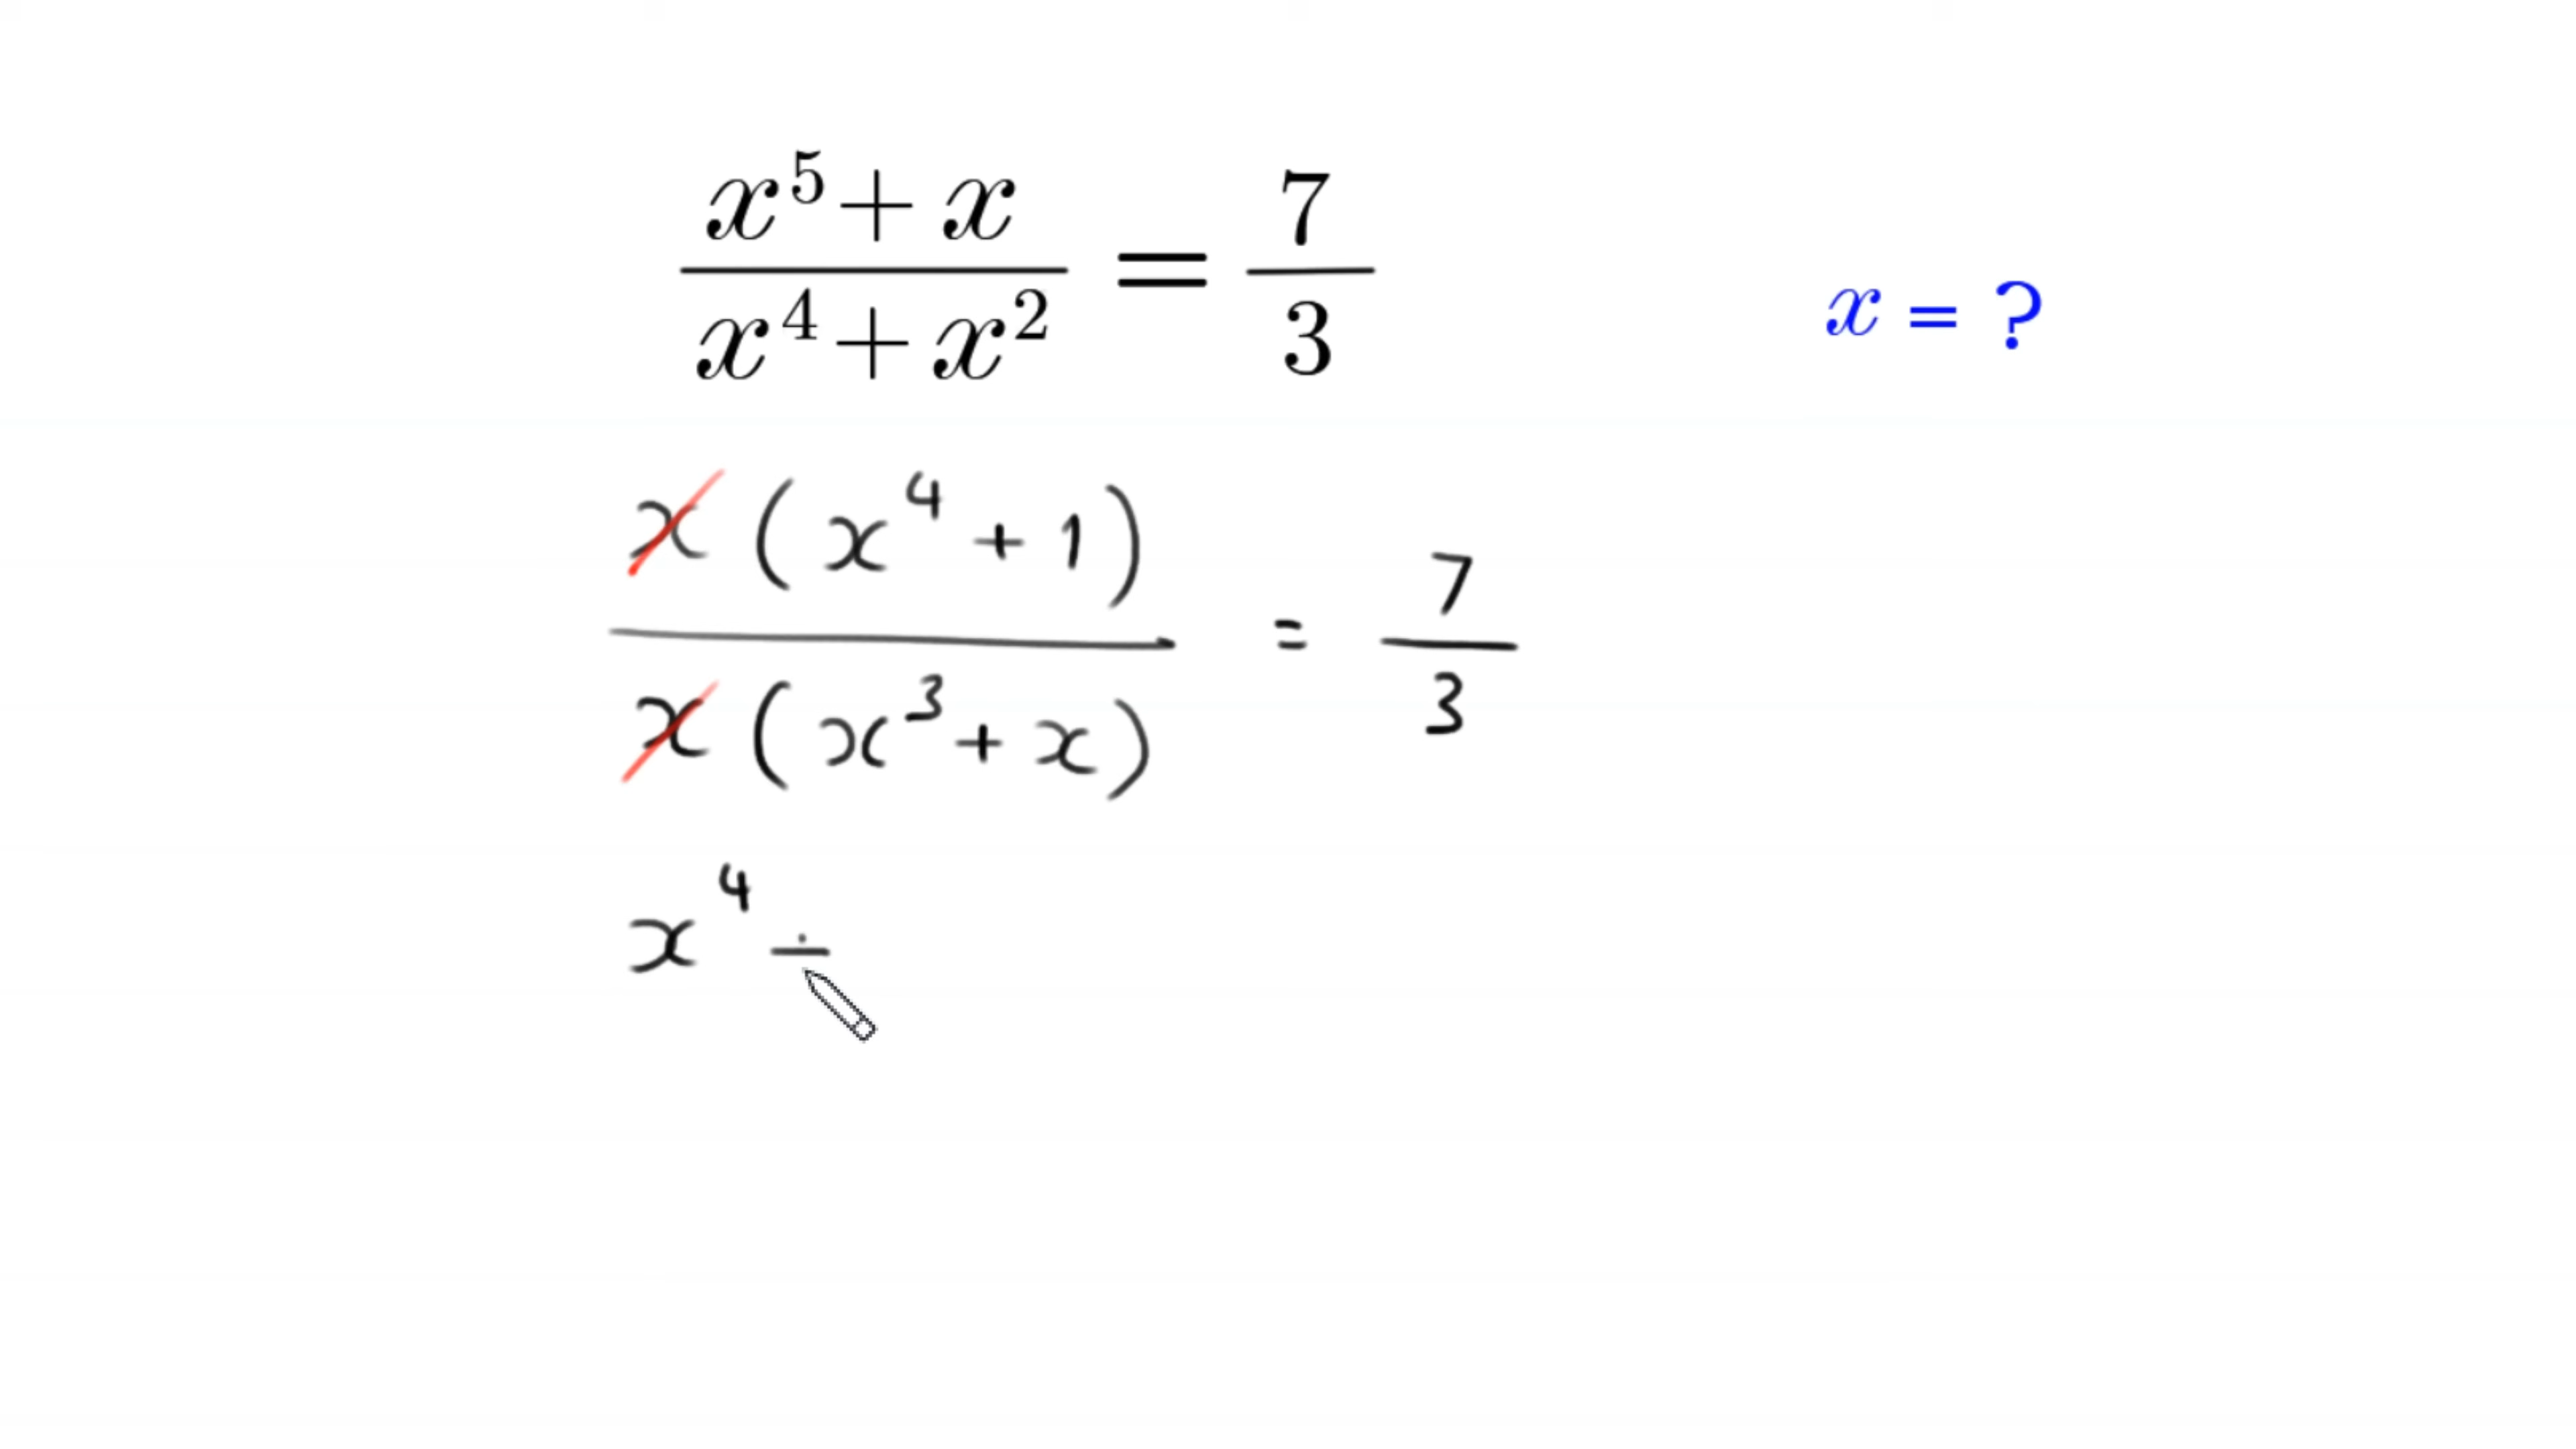 x^5 + x / x^4 + x^2 = 7/3
x = ?
x (x^4 + 1) / x (x^3 + x) = 7/3
x^4 ÷